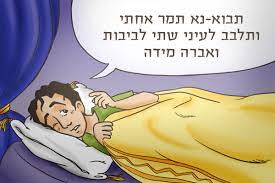 תבוא-נא תמר אחתי
ותלבב לעיני שתי לביבות
ואברה מידה